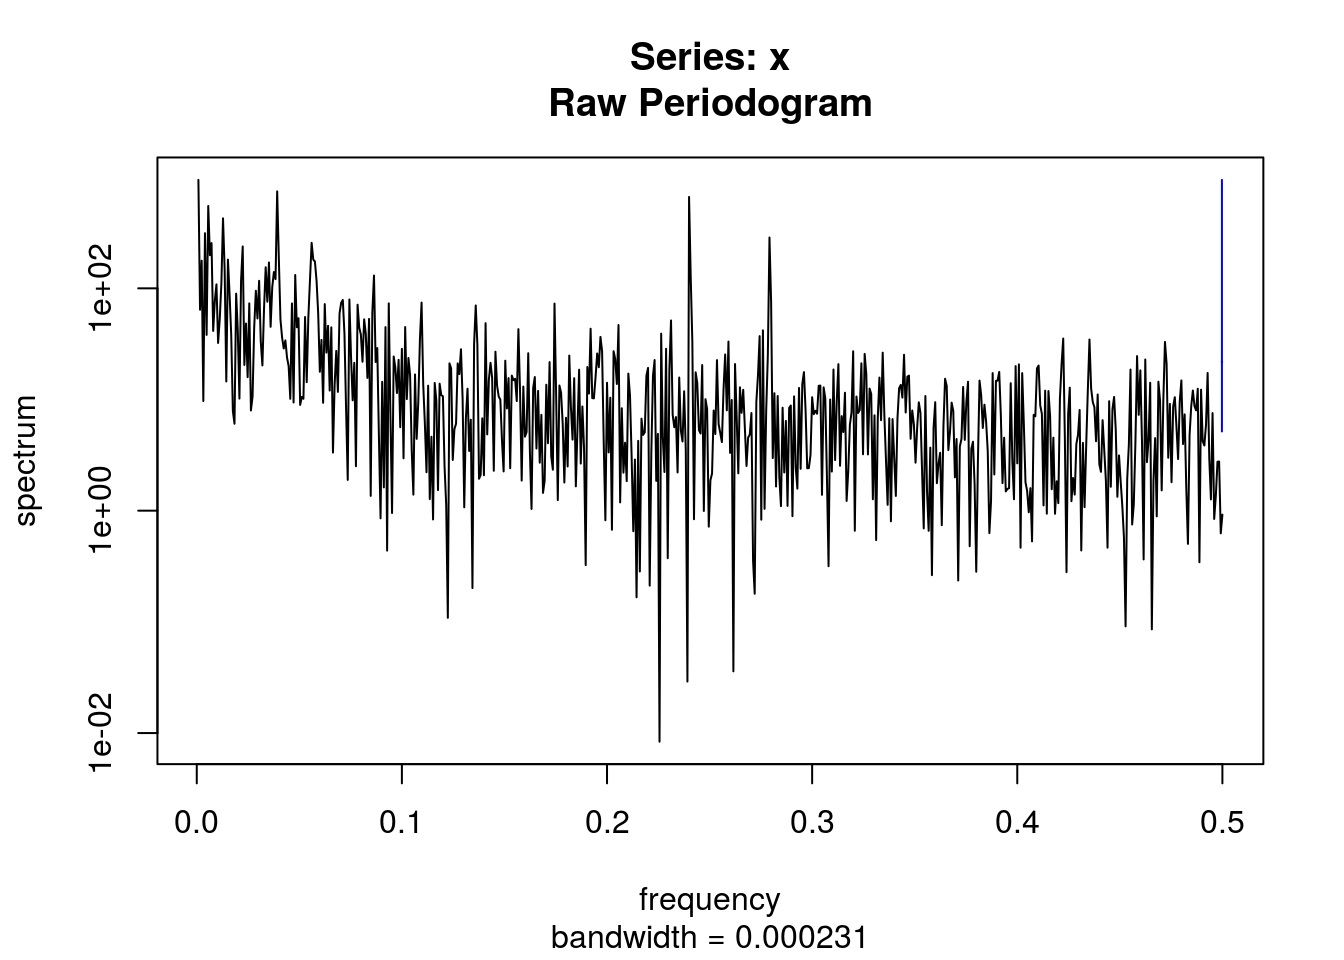 Series: x
Raw Periodogram
spectrum
1e+02
1e+00
1e-02
0.0 0.1 0.2 0.3 0.4 0.5
frequency
bandwidth = 0.000231